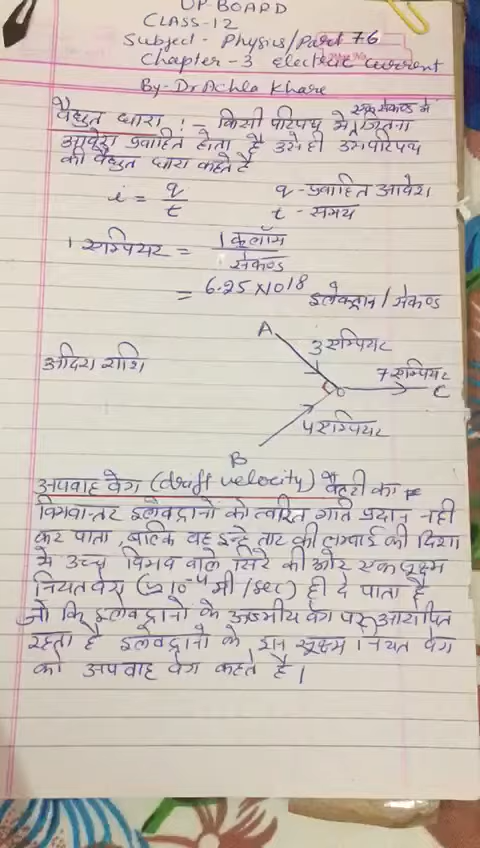 UP-BOARD
CLASS-12
Subject - Physics/Part 76
Chapter - 3 electric current
By - Dr Achla Khare
वैद्युत धारा :- किसी परिपथ में एक सेकण्ड में जितना
आवेश प्रवाहित होता है उसे ही उस परिपथ
की वैद्युत धारा कहते हैं
i = q/t q - प्रवाहित आवेश
t - समय
1 एम्पियर = 1 कूलॉम / 1 सेकण्ड
= 6.25×1018 इलेक्ट्रान / सेकण्ड
A
3 एम्पियर
अदिश राशि
7 एम्पियर
C
4 एम्पियर
B
अपवाह वेग (drift velocity) बैटरी का
विभवान्तर इलेक्ट्रानो को त्वरित गति प्रदान नही
कर पाता, बल्कि वह इन्हे तार की लम्बाई की दिशा
मे उच्च विभव वाले सिरे की ओर एक सूक्ष्म
नियत वेग (≈ 10⁻⁴ मी / sec) ही दे पाता है
जो कि इलेक्ट्रानो के ऊष्मीय वेग पर आरोपित
रहता है इलेक्ट्रानो के इस सूक्ष्म नियत वेग
को अपवाह वेग कहते है।